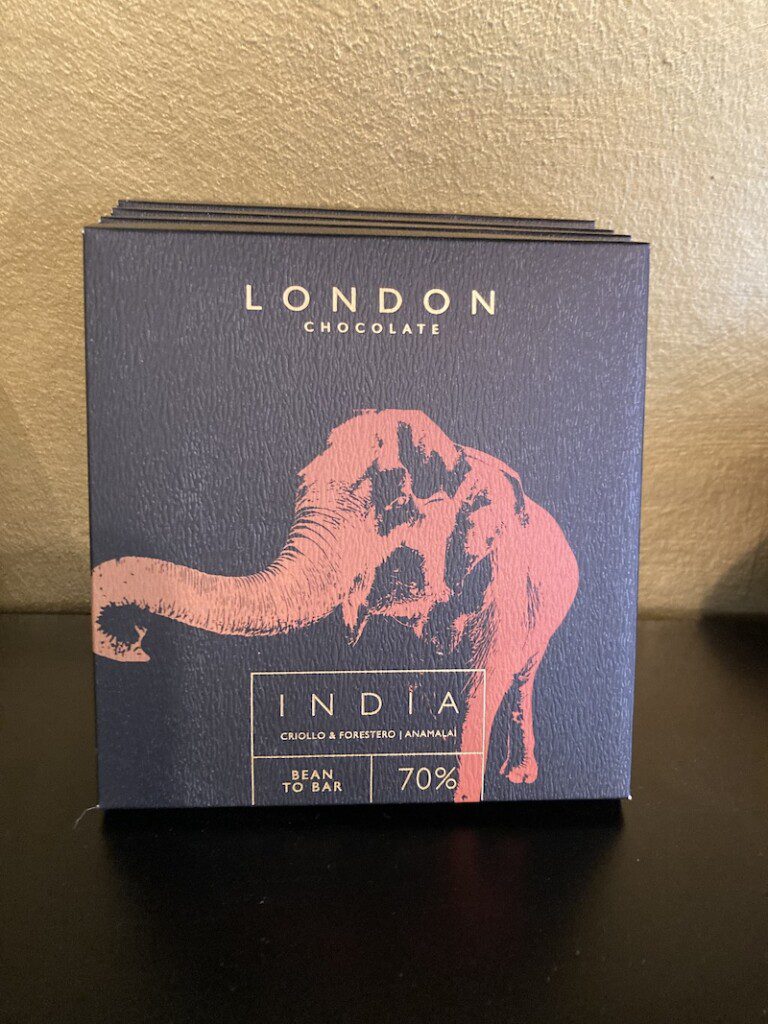 LONDON
CHOCOLATE
INDIA
CRIOLLO & FORESTERO | ANAMALAI
BEAN
TO BAR
70%